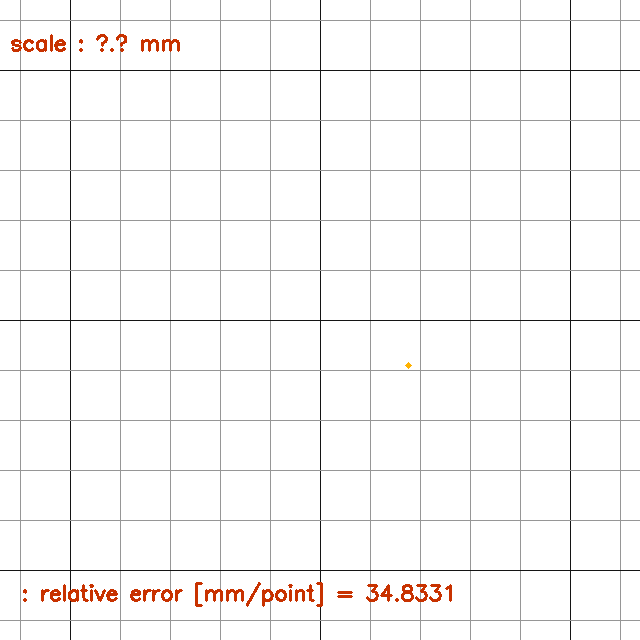 scale : ?.? mm
: relative error [mm/point] = 34.8331